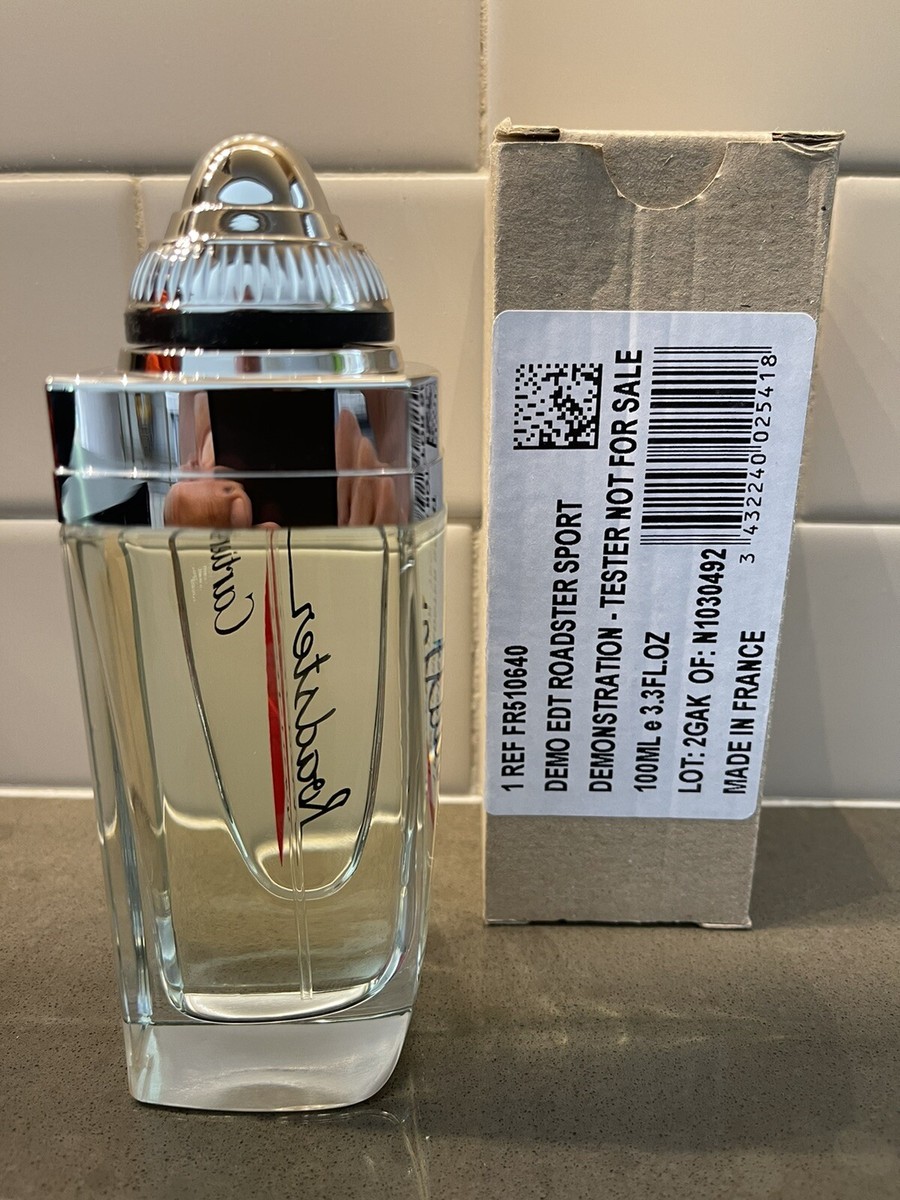 Cartier
Roadster
1 REF FR510640
DEMO EDT ROADSTER SPORT
DEMONSTRATION - TESTER NOT FOR SALE
100ML e 3.3FL.OZ
LOT: 2GAK OF: N1030492
MADE IN FRANCE
3 432240 025418